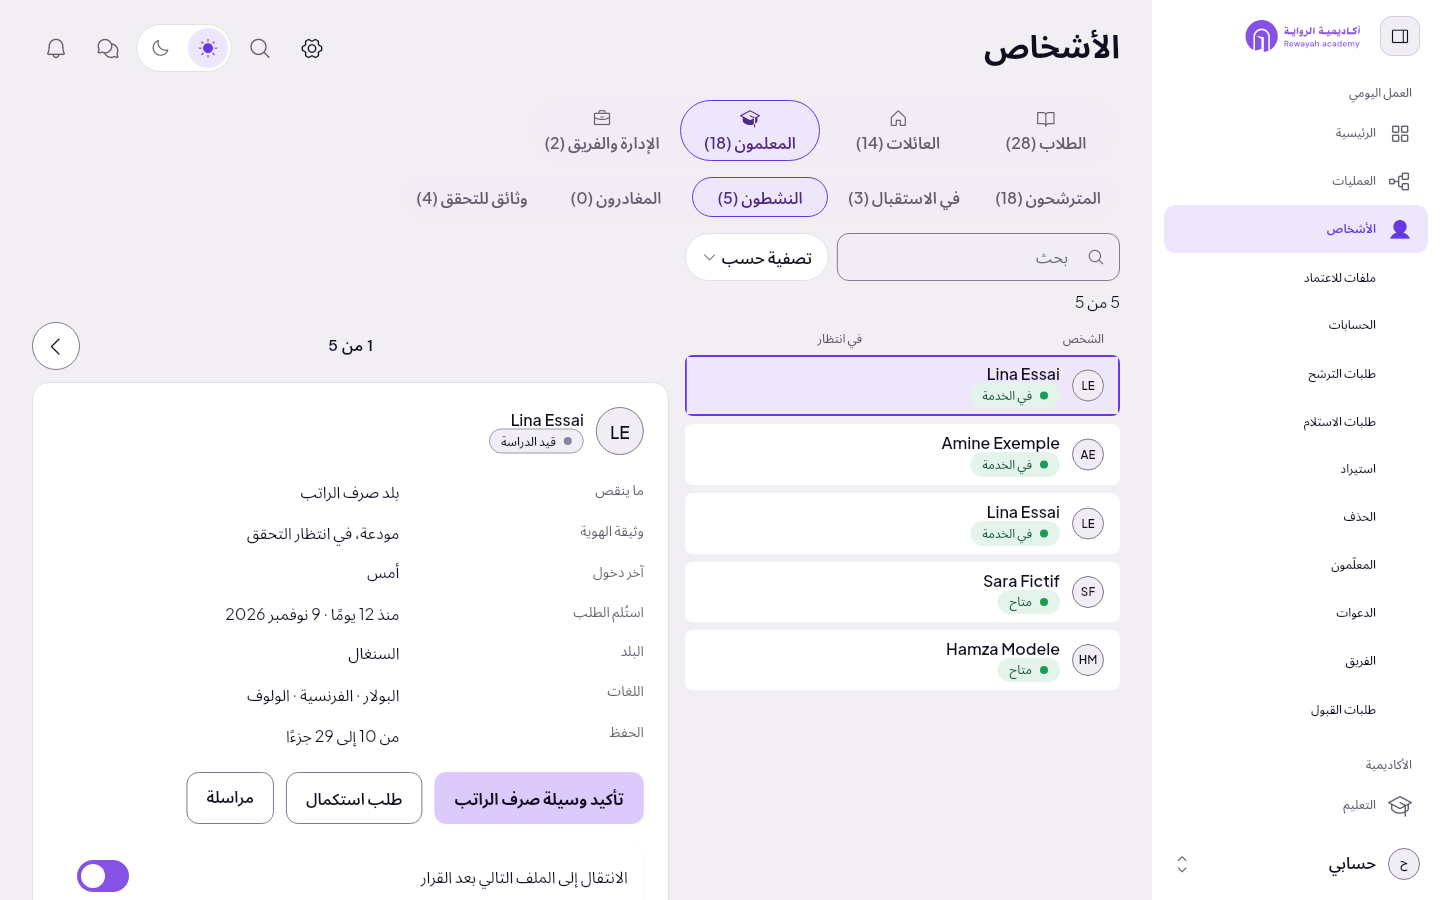 أكاديمية الرواية
Rewayah academy
العمل اليومي
الرئيسية
العمليات
الأشخاص
ملفات للاعتماد
الحسابات
طلبات الترشح
طلبات الاستلام
استيراد
الحذف
المعلّمون
الدعوات
الفريق
طلبات القبول
الأكاديمية
التعليم
ح
حسابي
الأشخاص
الطلاب (28)
العائلات (14)
المعلمون (18)
الإدارة والفريق (2)
المترشحون (18)
في الاستقبال (3)
النشطون (5)
المغادرون (0)
وثائق للتحقق (4)
بحث
تصفية حسب
5 من 5
الشخص
في انتظار
LE
Lina Essai
في الخدمة
AE
Amine Exemple
في الخدمة
LE
Lina Essai
في الخدمة
SF
Sara Fictif
متاح
HM
Hamza Modele
متاح
1 من 5
LE
Lina Essai
قيد الدراسة
ما ينقص
بلد صرف الراتب
وثيقة الهوية
مودعة، في انتظار التحقق
آخر دخول
أمس
استُلم الطلب
منذ 12 يومًا · 9 نوفمبر 2026
البلد
السنغال
اللغات
البولار · الفرنسية · الولوف
الحفظ
من 10 إلى 29 جزءًا
تأكيد وسيلة صرف الراتب
طلب استكمال
مراسلة
الانتقال إلى الملف التالي بعد القرار